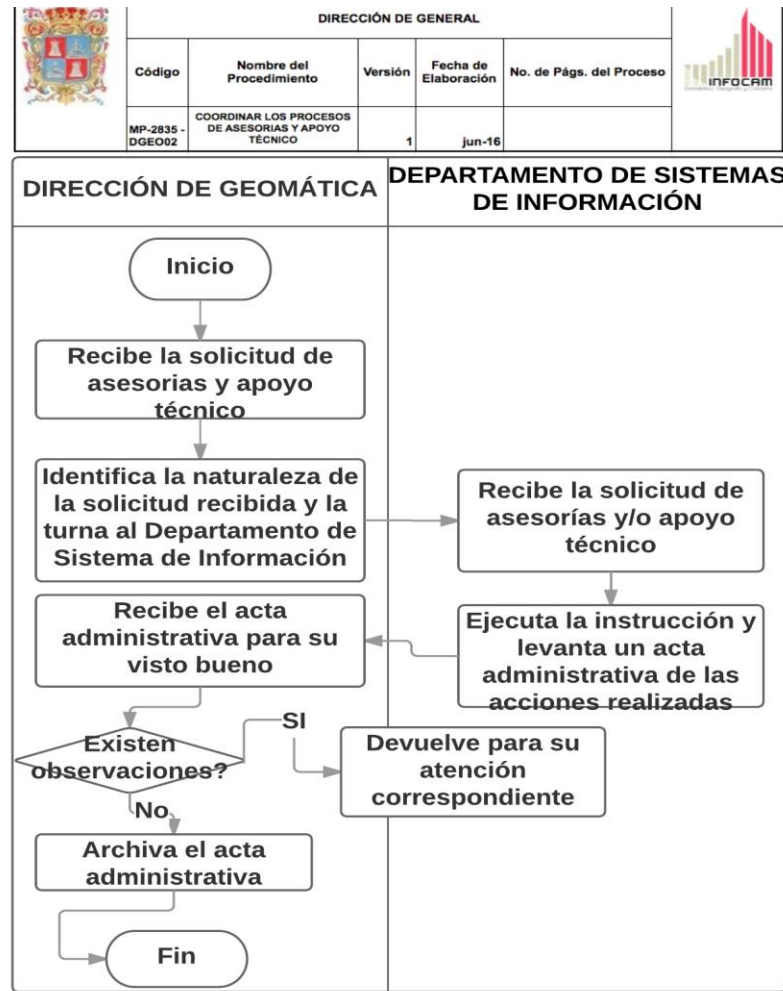 DIRECCIÓN DE GENERAL
Código
Nombre del
Procedimiento
Versión
Fecha de
Elaboración
No. de Págs. del Proceso
MP-2835 -
DGEO02
COORDINAR LOS PROCESOS
DE ASESORIAS Y APOYO
TÉCNICO
1
jun-16
INFOCAM
DIRECCIÓN DE GEOMÁTICA
DEPARTAMENTO DE SISTEMAS
DE INFORMACIÓN
Inicio
Recibe la solicitud de
asesorias y apoyo
técnico
Identifica la naturaleza de
la solicitud recibida y la
turna al Departamento de
Sistema de Información
Recibe la solicitud de
asesorías y/o apoyo
técnico
Ejecuta la instrucción y
levanta un acta
administrativa de las
acciones realizadas
Recibe el acta
administrativa para su
visto bueno
Existen
observaciones?
SI
Devuelve para su
atención
correspondiente
No
Archiva el acta
administrativa
Fin